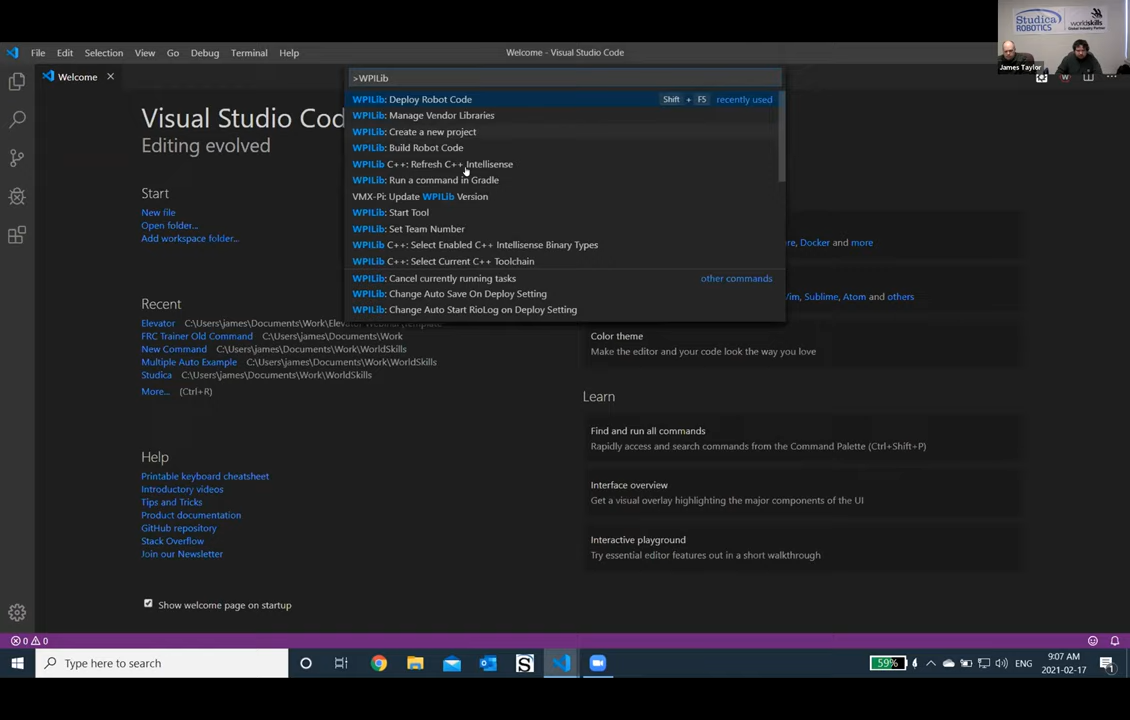 Studica
ROBOTICS
worldskills
Global Industry
Partner
James Taylor
File Edit Selection View Go Debug Terminal Help
Welcome - Visual Studio Code
Welcome
>WPILib
WPILib: Deploy Robot Code Shift + F5 recently used
WPILib: Manage Vendor Libraries
WPILib: Create a new project
WPILib: Build Robot Code
WPILib C++: Refresh C++ Intellisense
WPILib: Run a command in Gradle
VMX-Pi: Update WPILib Version
WPILib: Start Tool
WPILib: Set Team Number
WPILib C++: Select Enabled C++ Intellisense Binary Types
WPILib C++: Select Current C++ Toolchain
WPILib: Cancel currently running tasks other commands
WPILib: Change Auto Save On Deploy Setting
WPILib: Change Auto Start RioLog on Deploy Setting
Visual Studio Cod
Editing evolved
Start
New file
Open folder...
Add workspace folder...
Recent
Elevator C:\Users\james\Documents\Work\Elevator
FRC Trainer Old Command C:\Users\james\Documents\Work
New Command C:\Users\james\Documents\Work\WorldSkills
Multiple Auto Example C:\Users\james\Documents\Work\WorldSkills
Studica C:\Users\james\Documents\Work\WorldSkills
More... (Ctrl+R)
Help
Printable keyboard cheatsheet
Introductory videos
Tips and Tricks
Product documentation
GitHub repository
Stack Overflow
Join our Newsletter
Show welcome page on startup
re, Docker and more
Vim, Sublime, Atom and others
Color theme
Make the editor and your code look the way you love
Learn
Find and run all commands
Rapidly access and search commands from the Command Palette (Ctrl+Shift+P)
Interface overview
Get a visual overlay highlighting the major components of the UI
Interactive playground
Try essential editor features out in a short walkthrough
0 0
Type here to search
59%
ENG
9:07 AM
2021-02-17
1